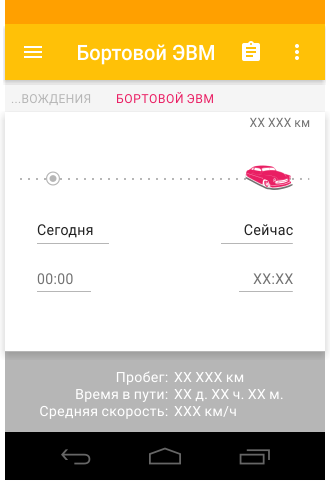 Бортовой ЭВМ
...ВОЖДЕНИЯ БОРТОВОЙ ЭВМ
XX XXX км
Сегодня Сейчас
00:00 XX:XX
Пробег: XX XXX км
Время в пути: XX д. XX ч. XX м.
Средняя скорость: XXX км/ч